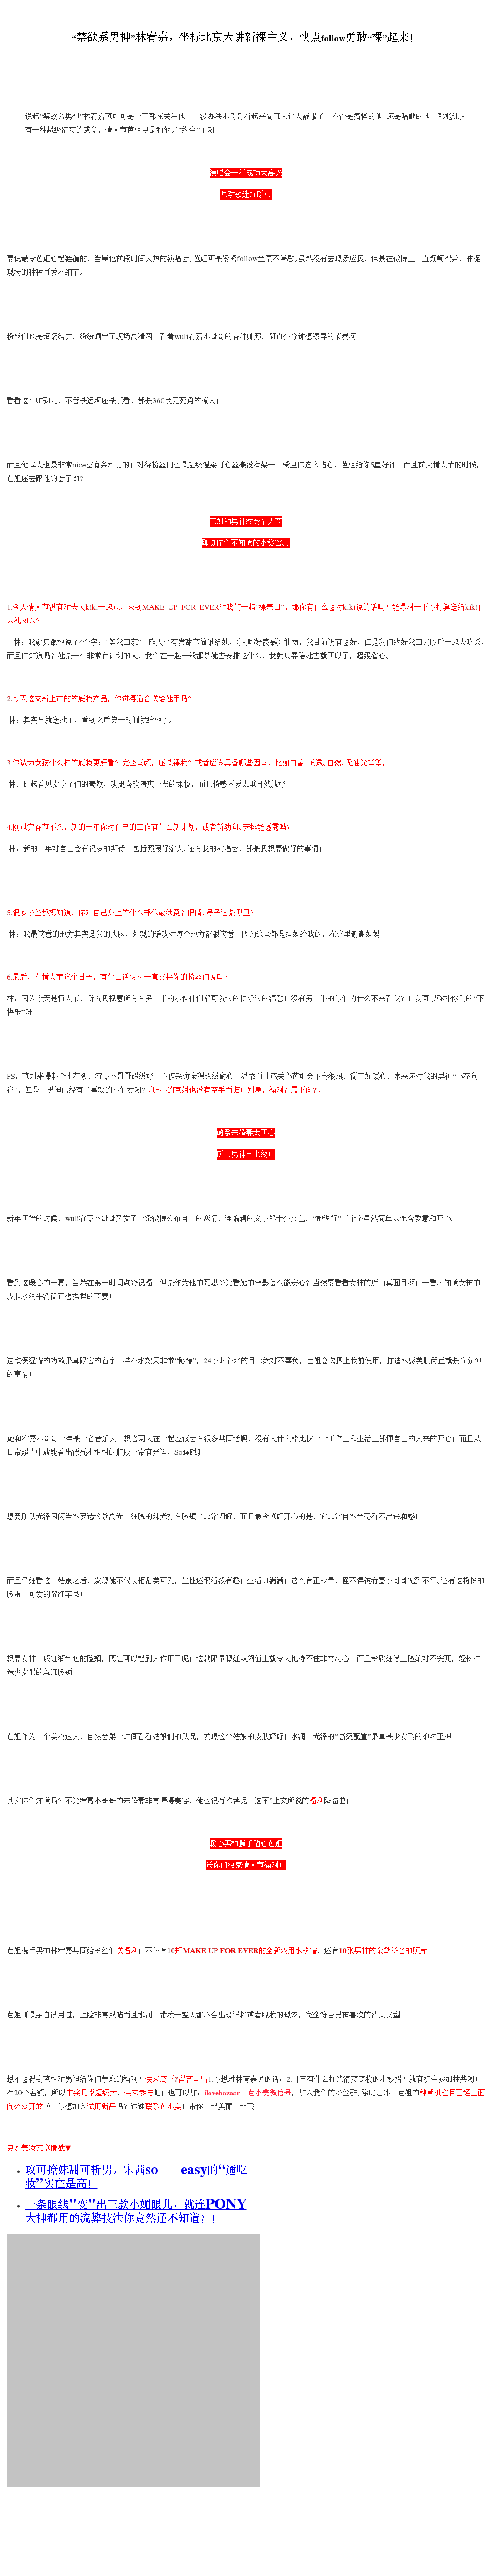 “禁欲系男神”林宥嘉，坐标北京大讲新裸主义，快点follow勇敢“裸”起来！
说起“禁欲系男神”林宥嘉芭姐可是一直都在关注他 ，没办法小哥哥看起来简直太让人舒服了，不管是搞怪的他、还是唱歌的他，都能让人
有一种超级清爽的感觉，情人节芭姐更是和他去“约会”了哟！
演唱会一举成功太嘉兴
互动歌迷好暖心
要说最令芭姐心起涟漪的，当属他前段时间大热的演唱会。芭姐可是紧紧follow丝毫不停歇。虽然没有去现场应援，但是在微博上一直频频搜索，捕捉
现场的种种可爱小细节。
粉丝们也是超级给力，纷纷晒出了现场高清图，看着wuli宥嘉小哥哥的各种帅照，简直分分钟想舔屏的节奏啊！
看看这个帅劲儿，不管是远观还是近看，都是360度无死角的撩人！
而且他本人也是非常nice富有亲和力的！对待粉丝们也是超级温柔可心丝毫没有架子，爱豆你这么贴心，芭姐给你5星好评！而且前天情人节的时候，
芭姐还去跟他约会了哟？
芭姐和男神约会情人节
聊点你们不知道的小秘密。。
1.今天情人节没有和夫人kiki一起过，来到MAKE UP FOR EVER和我们一起“裸表白”，那你有什么想对kiki说的话吗？能爆料一下你打算送给kiki什
么礼物么？
林：我就只跟她说了4个字，“等我回家”，昨天也有发甜蜜简讯给她。（天啊好羡慕）礼物，我目前没有想好，但是我们约好我回去以后一起去吃饭。
而且你知道吗？她是一个非常有计划的人，我们在一起一般都是她去安排吃什么，我就只要陪她去就可以了，超级省心。
2.今天这支新上市的的底妆产品，你觉得适合送给她用吗？
林：其实早就送她了，看到之后第一时间就给她了。
3.你认为女孩什么样的底妆更好看？完全素颜，还是裸妆？或者应该具备哪些因素，比如白皙、通透、自然、无油光等等。
林：比起看见女孩子们的素颜，我更喜欢清爽一点的裸妆，而且粉感不要太重自然就好！
4.刚过完春节不久，新的一年你对自己的工作有什么新计划，或者新动向、安排能透露吗？
林：新的一年对自己会有很多的期待！包括照顾好家人、还有我的演唱会，都是我想要做好的事情！
5.很多粉丝都想知道，你对自己身上的什么部位最满意？眼睛、鼻子还是哪里？
林：我最满意的地方其实是我的头脑，外观的话我对每个地方都很满意，因为这些都是妈妈给我的，在这里谢谢妈妈～
6.最后，在情人节这个日子，有什么话想对一直支持你的粉丝们说吗？
林：因为今天是情人节，所以我祝愿所有有另一半的小伙伴们都可以过的快乐过的温馨！没有另一半的你们为什么不来看我？！我可以弥补你们的“不
快乐”呀！
PS：芭姐来爆料个小花絮，宥嘉小哥哥超级好，不仅采访全程超级耐心＋温柔而且还关心芭姐会不会很热，简直好暖心，本来还对我的男神“心存向
往”，但是！男神已经有了喜欢的小仙女哟?（贴心的芭姐也没有空手而归！别急，福利在最下面?）
萌系未婚妻太可心
暖心男神已上线！
新年伊始的时候，wuli宥嘉小哥哥又发了一条微博公布自己的恋情，连编辑的文字都十分文艺，“她说好”三个字虽然简单却饱含爱意和开心。
看到这暖心的一幕，当然在第一时间点赞祝福，但是作为他的死忠粉光看她的背影怎么能安心？当然要看看女神的庐山真面目啊！一看才知道女神的
皮肤水润平滑简直想捏捏的节奏！
这款保湿霜的功效果真跟它的名字一样补水效果非常“秘籍”，24小时补水的目标绝对不辜负，芭姐会选择上妆前使用，打造水感美肌简直就是分分钟
的事情！
她和宥嘉小哥哥一样是一名音乐人，想必两人在一起应该会有很多共同话题，没有人什么能比找一个工作上和生活上都懂自己的人来的开心！而且从
日常照片中就能看出漂亮小姐姐的肌肤非常有光泽，So耀眼呢！
想要肌肤光泽闪闪当然要选这款高光！细腻的珠光打在脸颊上非常闪耀，而且最令芭姐开心的是，它非常自然丝毫看不出违和感！
而且仔细看这个姑娘之后，发现她不仅长相甜美可爱，生性还很活泼有趣！生活力满满！这么有正能量，怪不得被宥嘉小哥哥宠到不行。还有这粉粉的
脸蛋，可爱的像红苹果！
想要女神一般红润气色的脸颊，腮红可以起到大作用了呢！这款限量腮红从颜值上就令人把持不住非常动心！而且粉质细腻上脸绝对不突兀，轻松打
造少女般的羞红脸颊！
芭姐作为一个美妆达人，自然会第一时间看看姑娘们的肤况，发现这个姑娘的皮肤好好！水润＋光泽的“高级配置”果真是少女系的绝对王牌！
其实你们知道吗？不光宥嘉小哥哥的未婚妻非常懂得美容，他也很有推荐呢！这不?上文所说的福利降临啦！
暖心男神携手贴心芭姐
送你们独家情人节福利！
芭姐携手男神林宥嘉共同给粉丝们送福利！不仅有10瓶MAKE UP FOR EVER的全新双用水粉霜，还有10张男神的亲笔签名的照片！！
芭姐可是亲自试用过，上脸非常服帖而且水润，带妆一整天都不会出现浮粉或者脱妆的现象，完全符合男神喜欢的清爽类型！
想不想得到芭姐和男神给你们争取的福利？快来底下?留言写出1.你想对林宥嘉说的话；2.自己有什么打造清爽底妆的小妙招？就有机会参加抽奖哟！
有20个名额，所以中奖几率超级大，快来参与吧！也可以加：ilovebazaar 芭小美微信号，加入我们的粉丝群。除此之外！芭姐的种草机栏目已经全面
向公众开放啦！你想加入试用新品吗？速速联系芭小美！带你一起美丽一起飞！
更多美妆文章请戳▼
攻可撩妹甜可斩男，宋茜so easy的“通吃
妆”实在是高！
一条眼线"变"出三款小媚眼儿，就连PONY
大神都用的流弊技法你竟然还不知道？！